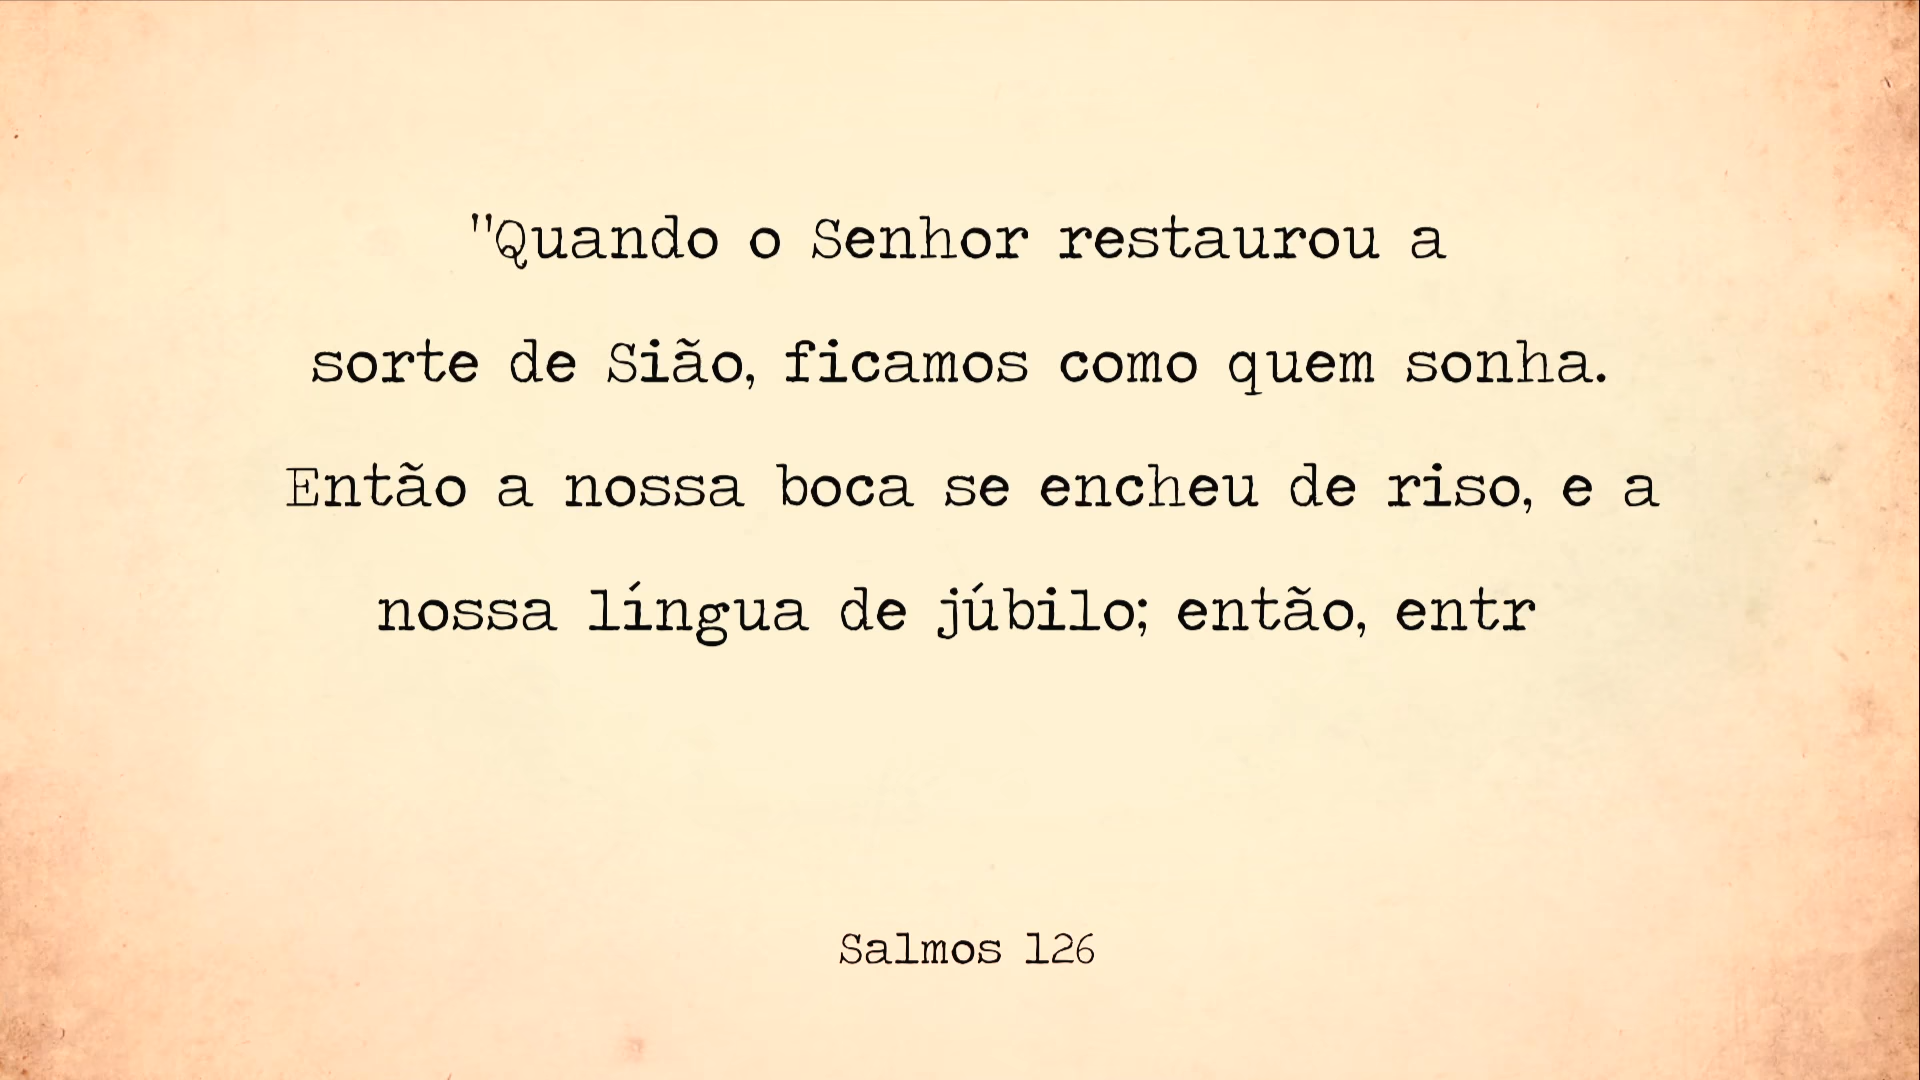 "Quando o Senhor restaurou a
sorte de Sião, ficamos como quem sonha.
Então a nossa boca se encheu de riso, e a
nossa língua de júbilo; então, entr
Salmos 126